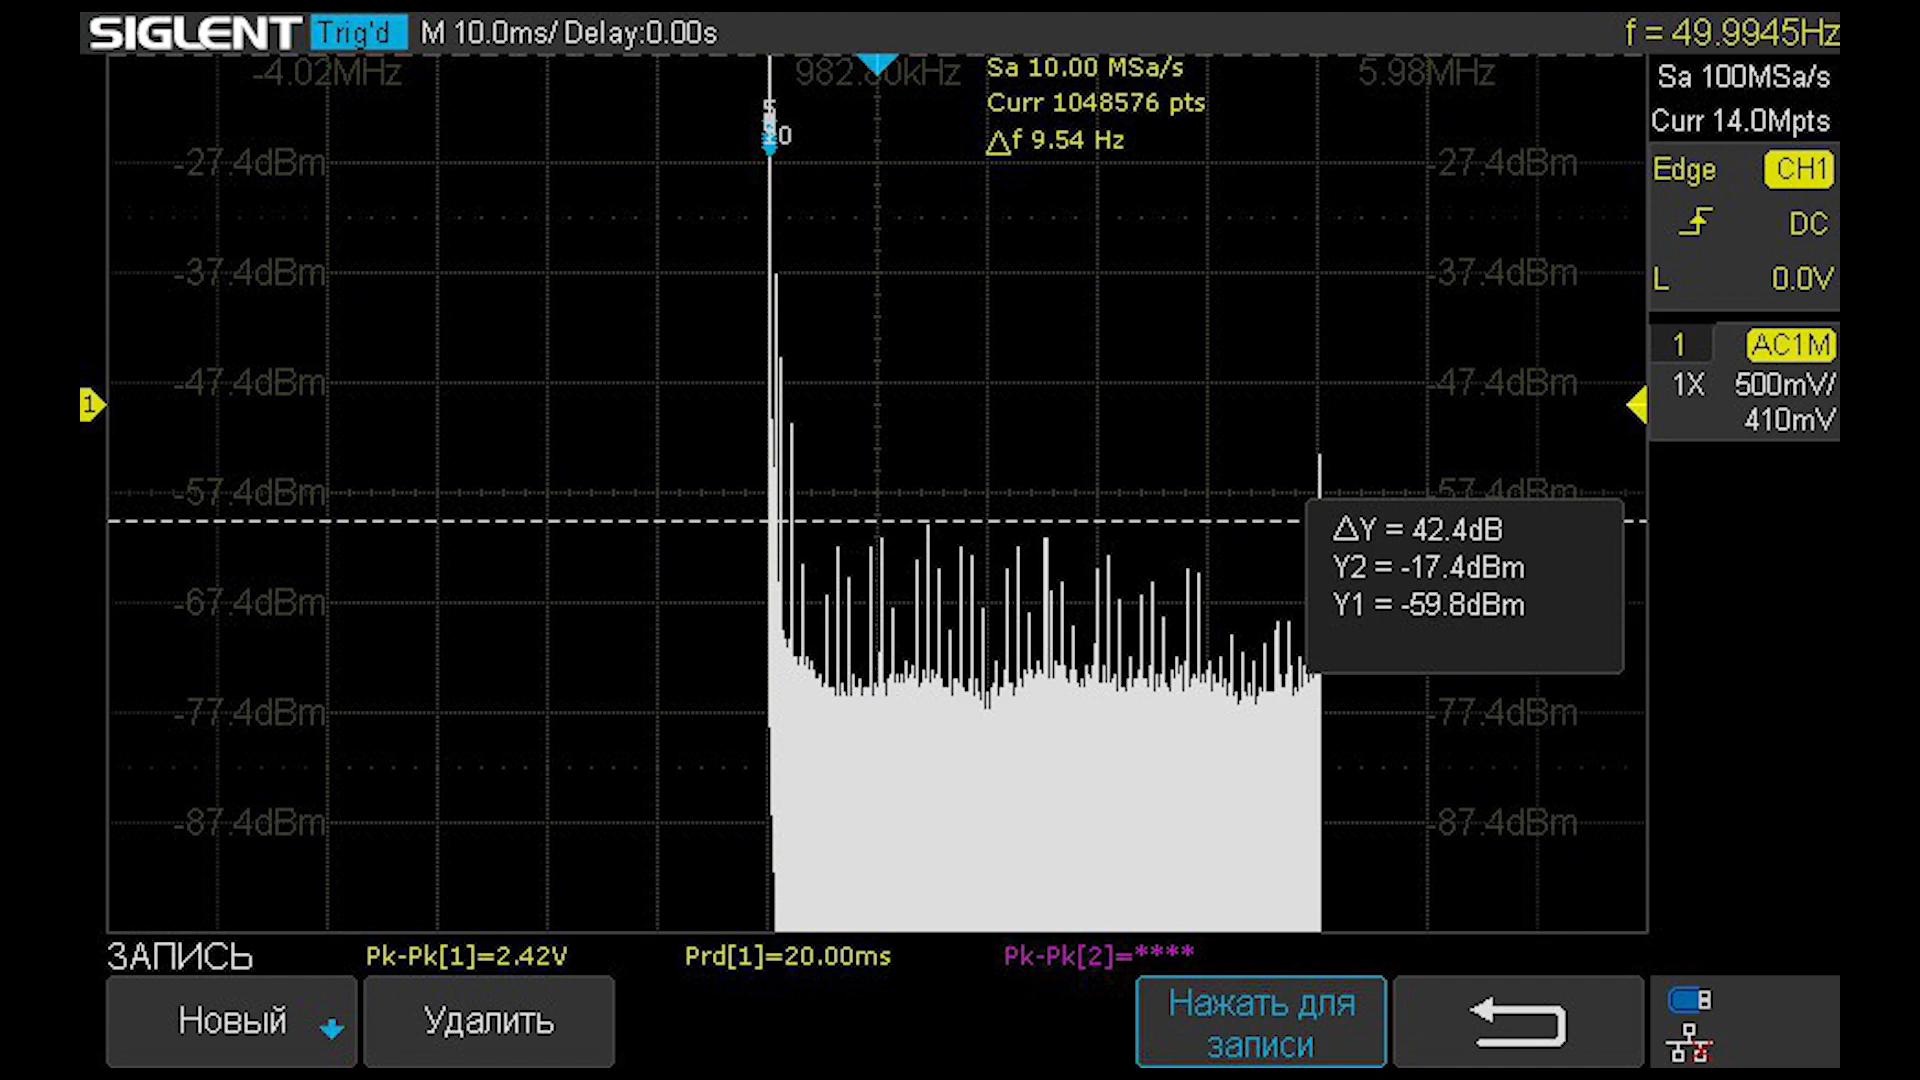 SIGLENT Trig'd M 10.0ms/ Delay:0.00s f = 49.9945Hz
-4.02MHz 982.80kHz 5.98MHz
Sa 10.00 MSa/s
Curr 1048576 pts
△f 9.54 Hz
Sa 100MSa/s
Curr 14.0Mpts
Edge CH1
DC
L 0.0V
1 AC1M
1X 500mV/
410mV
-27.4dBm -27.4dBm
-37.4dBm -37.4dBm
-47.4dBm -47.4dBm
1
-57.4dBm -57.4dBm
△Y = 42.4dB
Y2 = -17.4dBm
Y1 = -59.8dBm
-67.4dBm
-77.4dBm -77.4dBm
-87.4dBm -87.4dBm
ЗАПИСЬ Pk-Pk[1]=2.42V Prd[1]=20.00ms Pk-Pk[2]=****
Новый Удалить Нажать для
записи